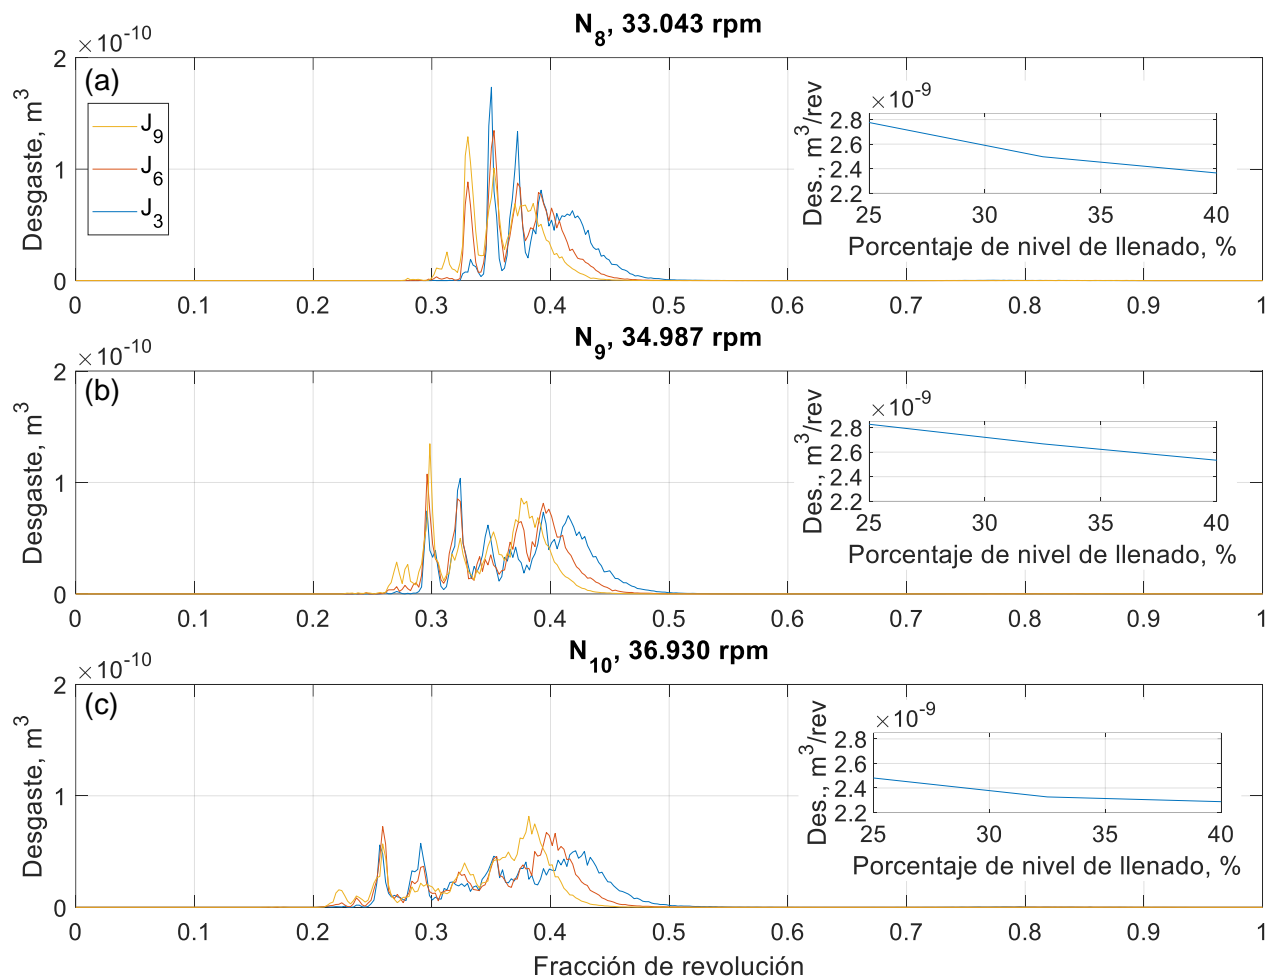 N8, 33.043 rpm
×10-10
(a)
Desgaste, m3
2
1
0
J9
J6
J3
0 0.1 0.2 0.3 0.4 0.5 0.6 0.7 0.8 0.9 1
×10-9
Des., m3/rev
2.8
2.6
2.4
2.2
25 30 35 40
Porcentaje de nivel de llenado, %
N9, 34.987 rpm
×10-10
(b)
Desgaste, m3
2
1
0
0 0.1 0.2 0.3 0.4 0.5 0.6 0.7 0.8 0.9 1
×10-9
Des., m3/rev
2.8
2.6
2.4
2.2
25 30 35 40
Porcentaje de nivel de llenado, %
N10, 36.930 rpm
×10-10
(c)
Desgaste, m3
2
1
0
0 0.1 0.2 0.3 0.4 0.5 0.6 0.7 0.8 0.9 1
×10-9
Des., m3/rev
2.8
2.6
2.4
2.2
25 30 35 40
Porcentaje de nivel de llenado, %
Fracción de revolución